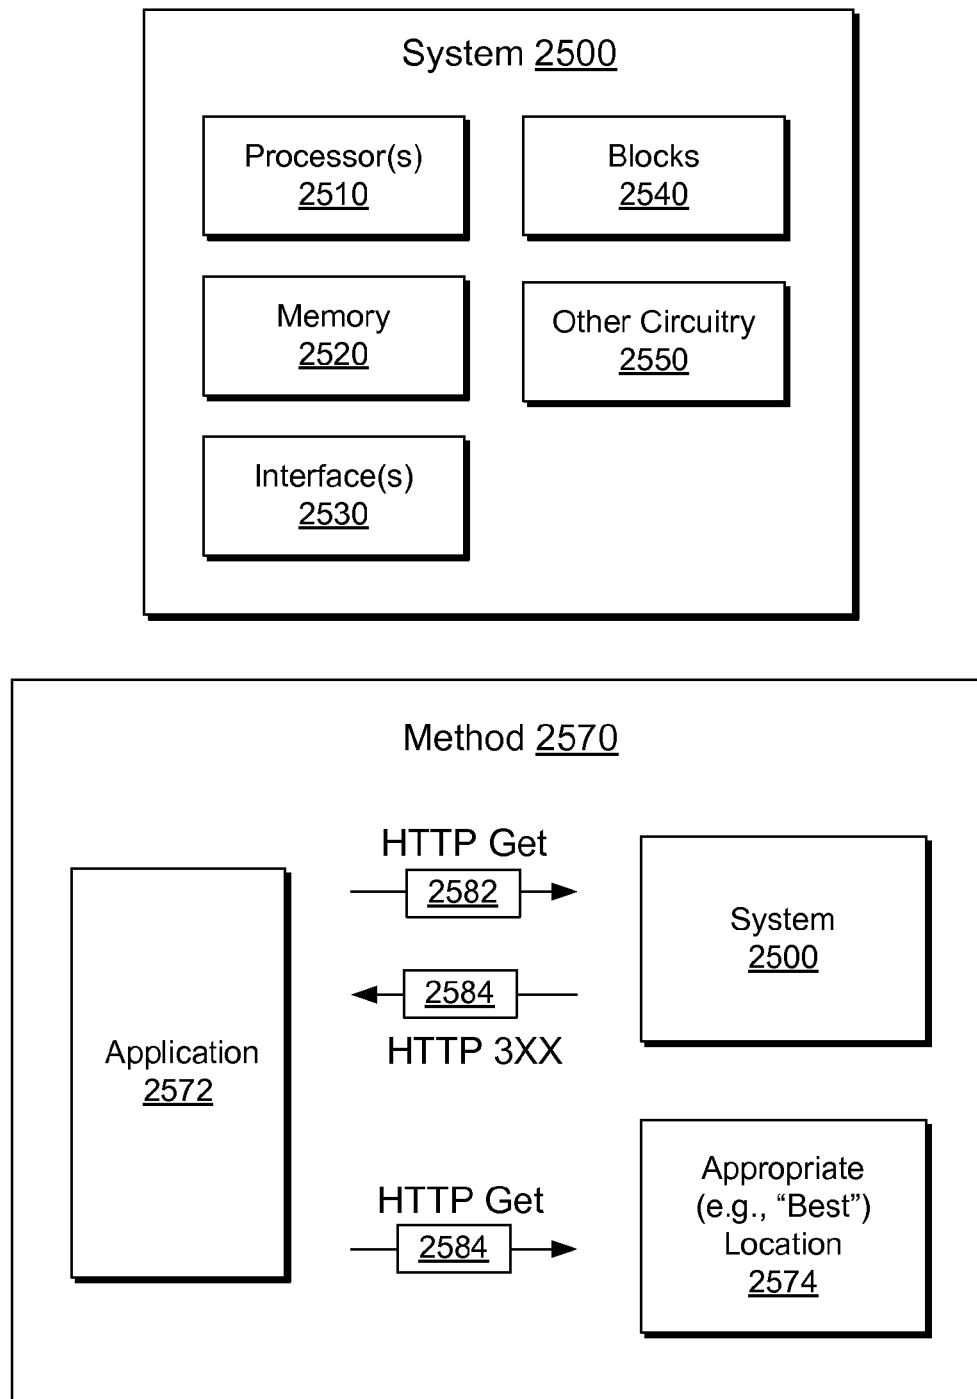 System 2500
Processor(s)
2510
Blocks
2540
Memory
2520
Other Circuitry
2550
Interface(s)
2530
Method 2570
HTTP Get
2582
System
2500
2584
HTTP 3XX
Application
2572
HTTP Get
2584
Appropriate
(e.g., “Best”)
Location
2574